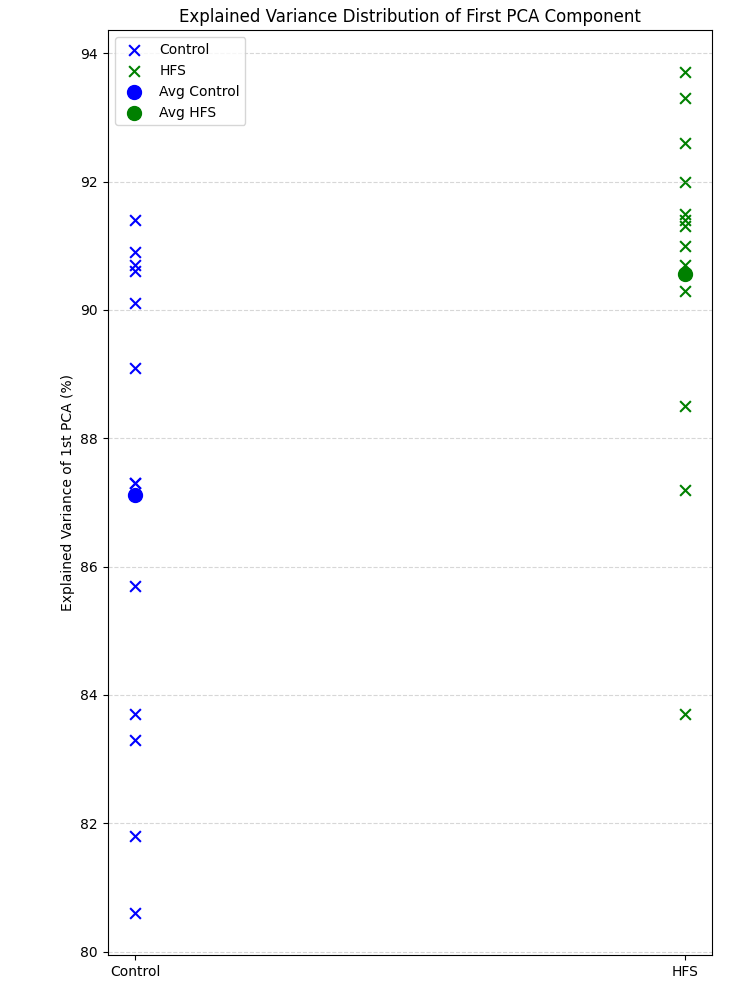 Explained Variance Distribution of First PCA Component
Control
HFS
Avg Control
Avg HFS
94
92
90
88
86
84
82
80
Explained Variance of 1st PCA (%)
Control
HFS